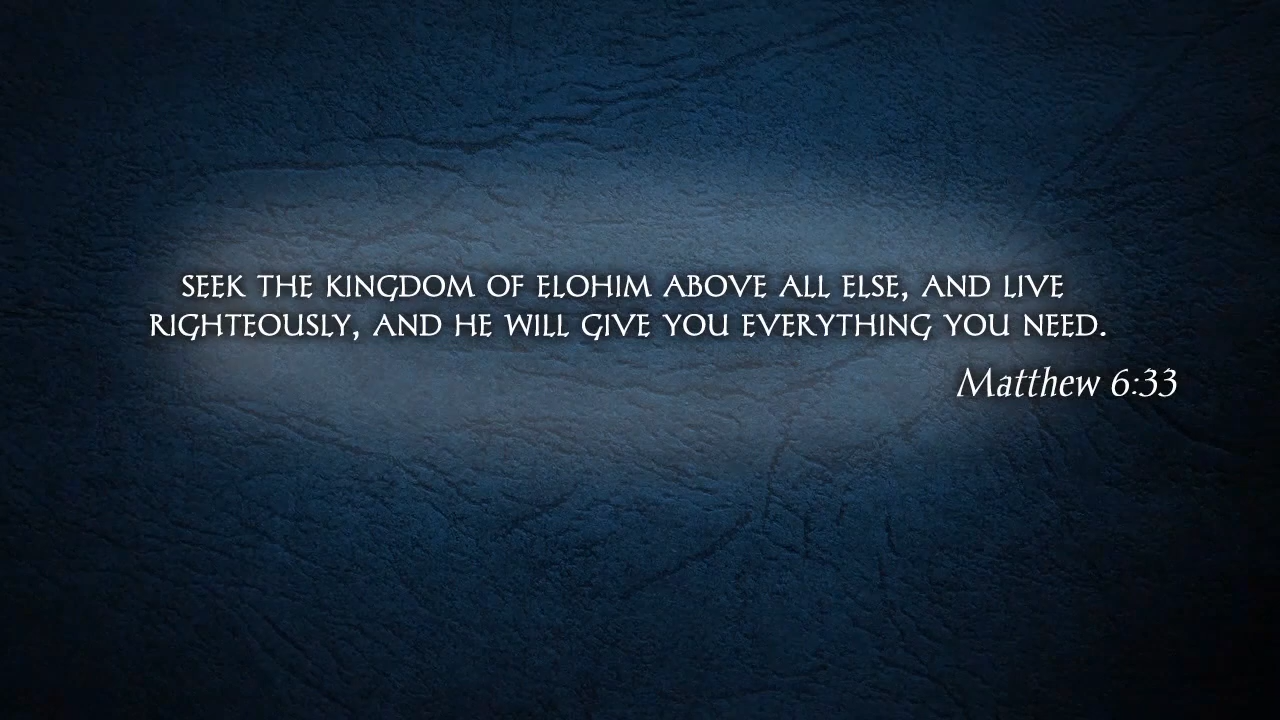 SEEK THE KINGDOM OF ELOHIM ABOVE ALL ELSE, AND LIVE
RIGHTEOUSLY, AND HE WILL GIVE YOU EVERYTHING YOU NEED.
Matthew 6:33